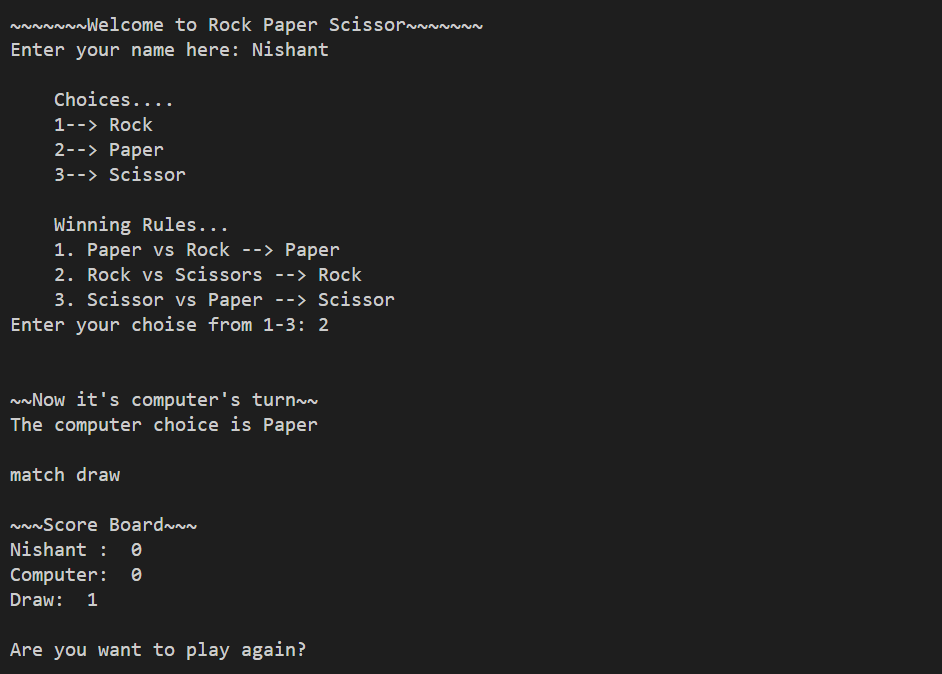 ~~~~~~~Welcome to Rock Paper Scissor~~~~~~~
Enter your name here: Nishant
Choices....
1--> Rock
2--> Paper
3--> Scissor
Winning Rules...
1. Paper vs Rock --> Paper
2. Rock vs Scissors --> Rock
3. Scissor vs Paper --> Scissor
Enter your choise from 1-3: 2
~~Now it's computer's turn~~
The computer choice is Paper
match draw
~~~Score Board~~~
Nishant :  0
Computer:  0
Draw:  1
Are you want to play again?